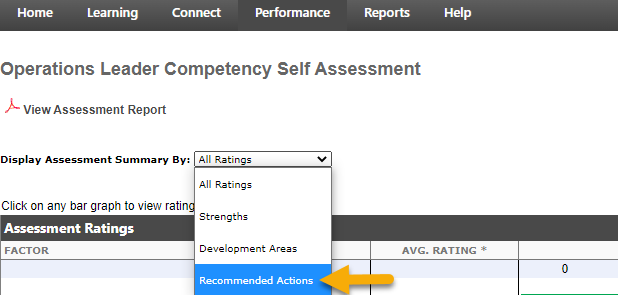 Home Learning Connect Performance Reports Help
Operations Leader Competency Self Assessment
View Assessment Report
Display Assessment Summary By: All Ratings
All Ratings
Click on any bar graph to view rating
Strengths
Assessment Ratings
Development Areas
FACTOR AVG. RATING *
0
Recommended Actions